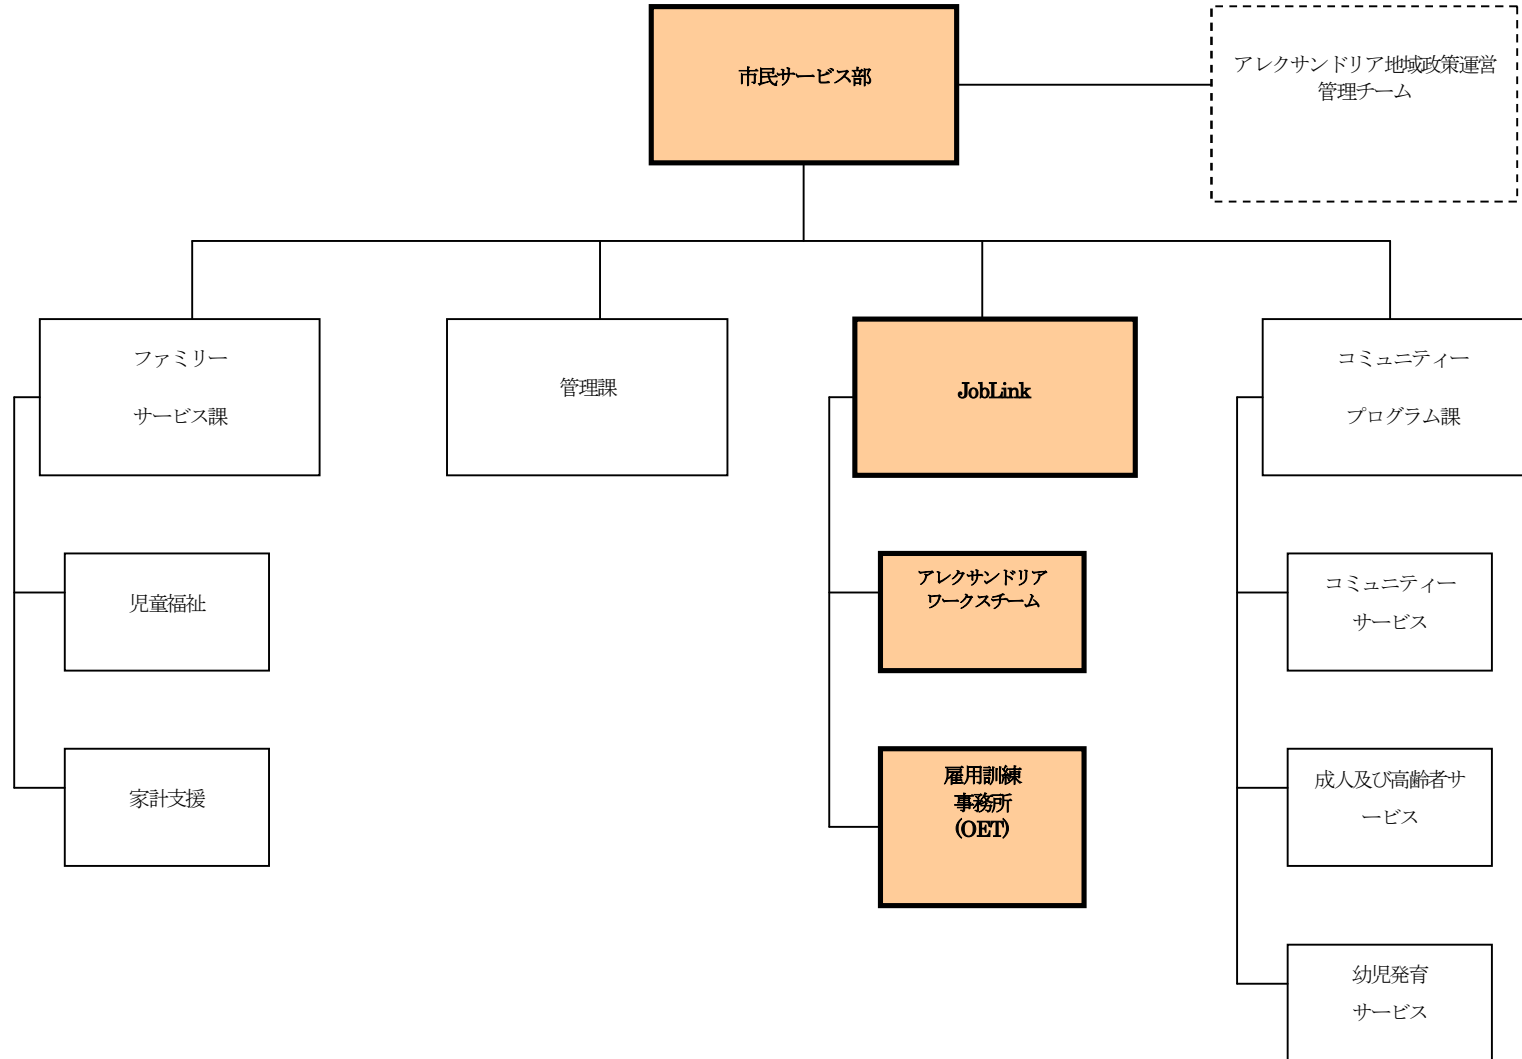 市民サービス部
アレクサンドリア地域政策運営
管理チーム
ファミリー
サービス課
管理課
JobLink
コミュニティー
プログラム課
児童福祉
アレクサンドリア
ワークスチーム
コミュニティー
サービス
家計支援
雇用訓練
事務所
(OET)
成人及び高齢者サ
ービス
幼児発育
サービス